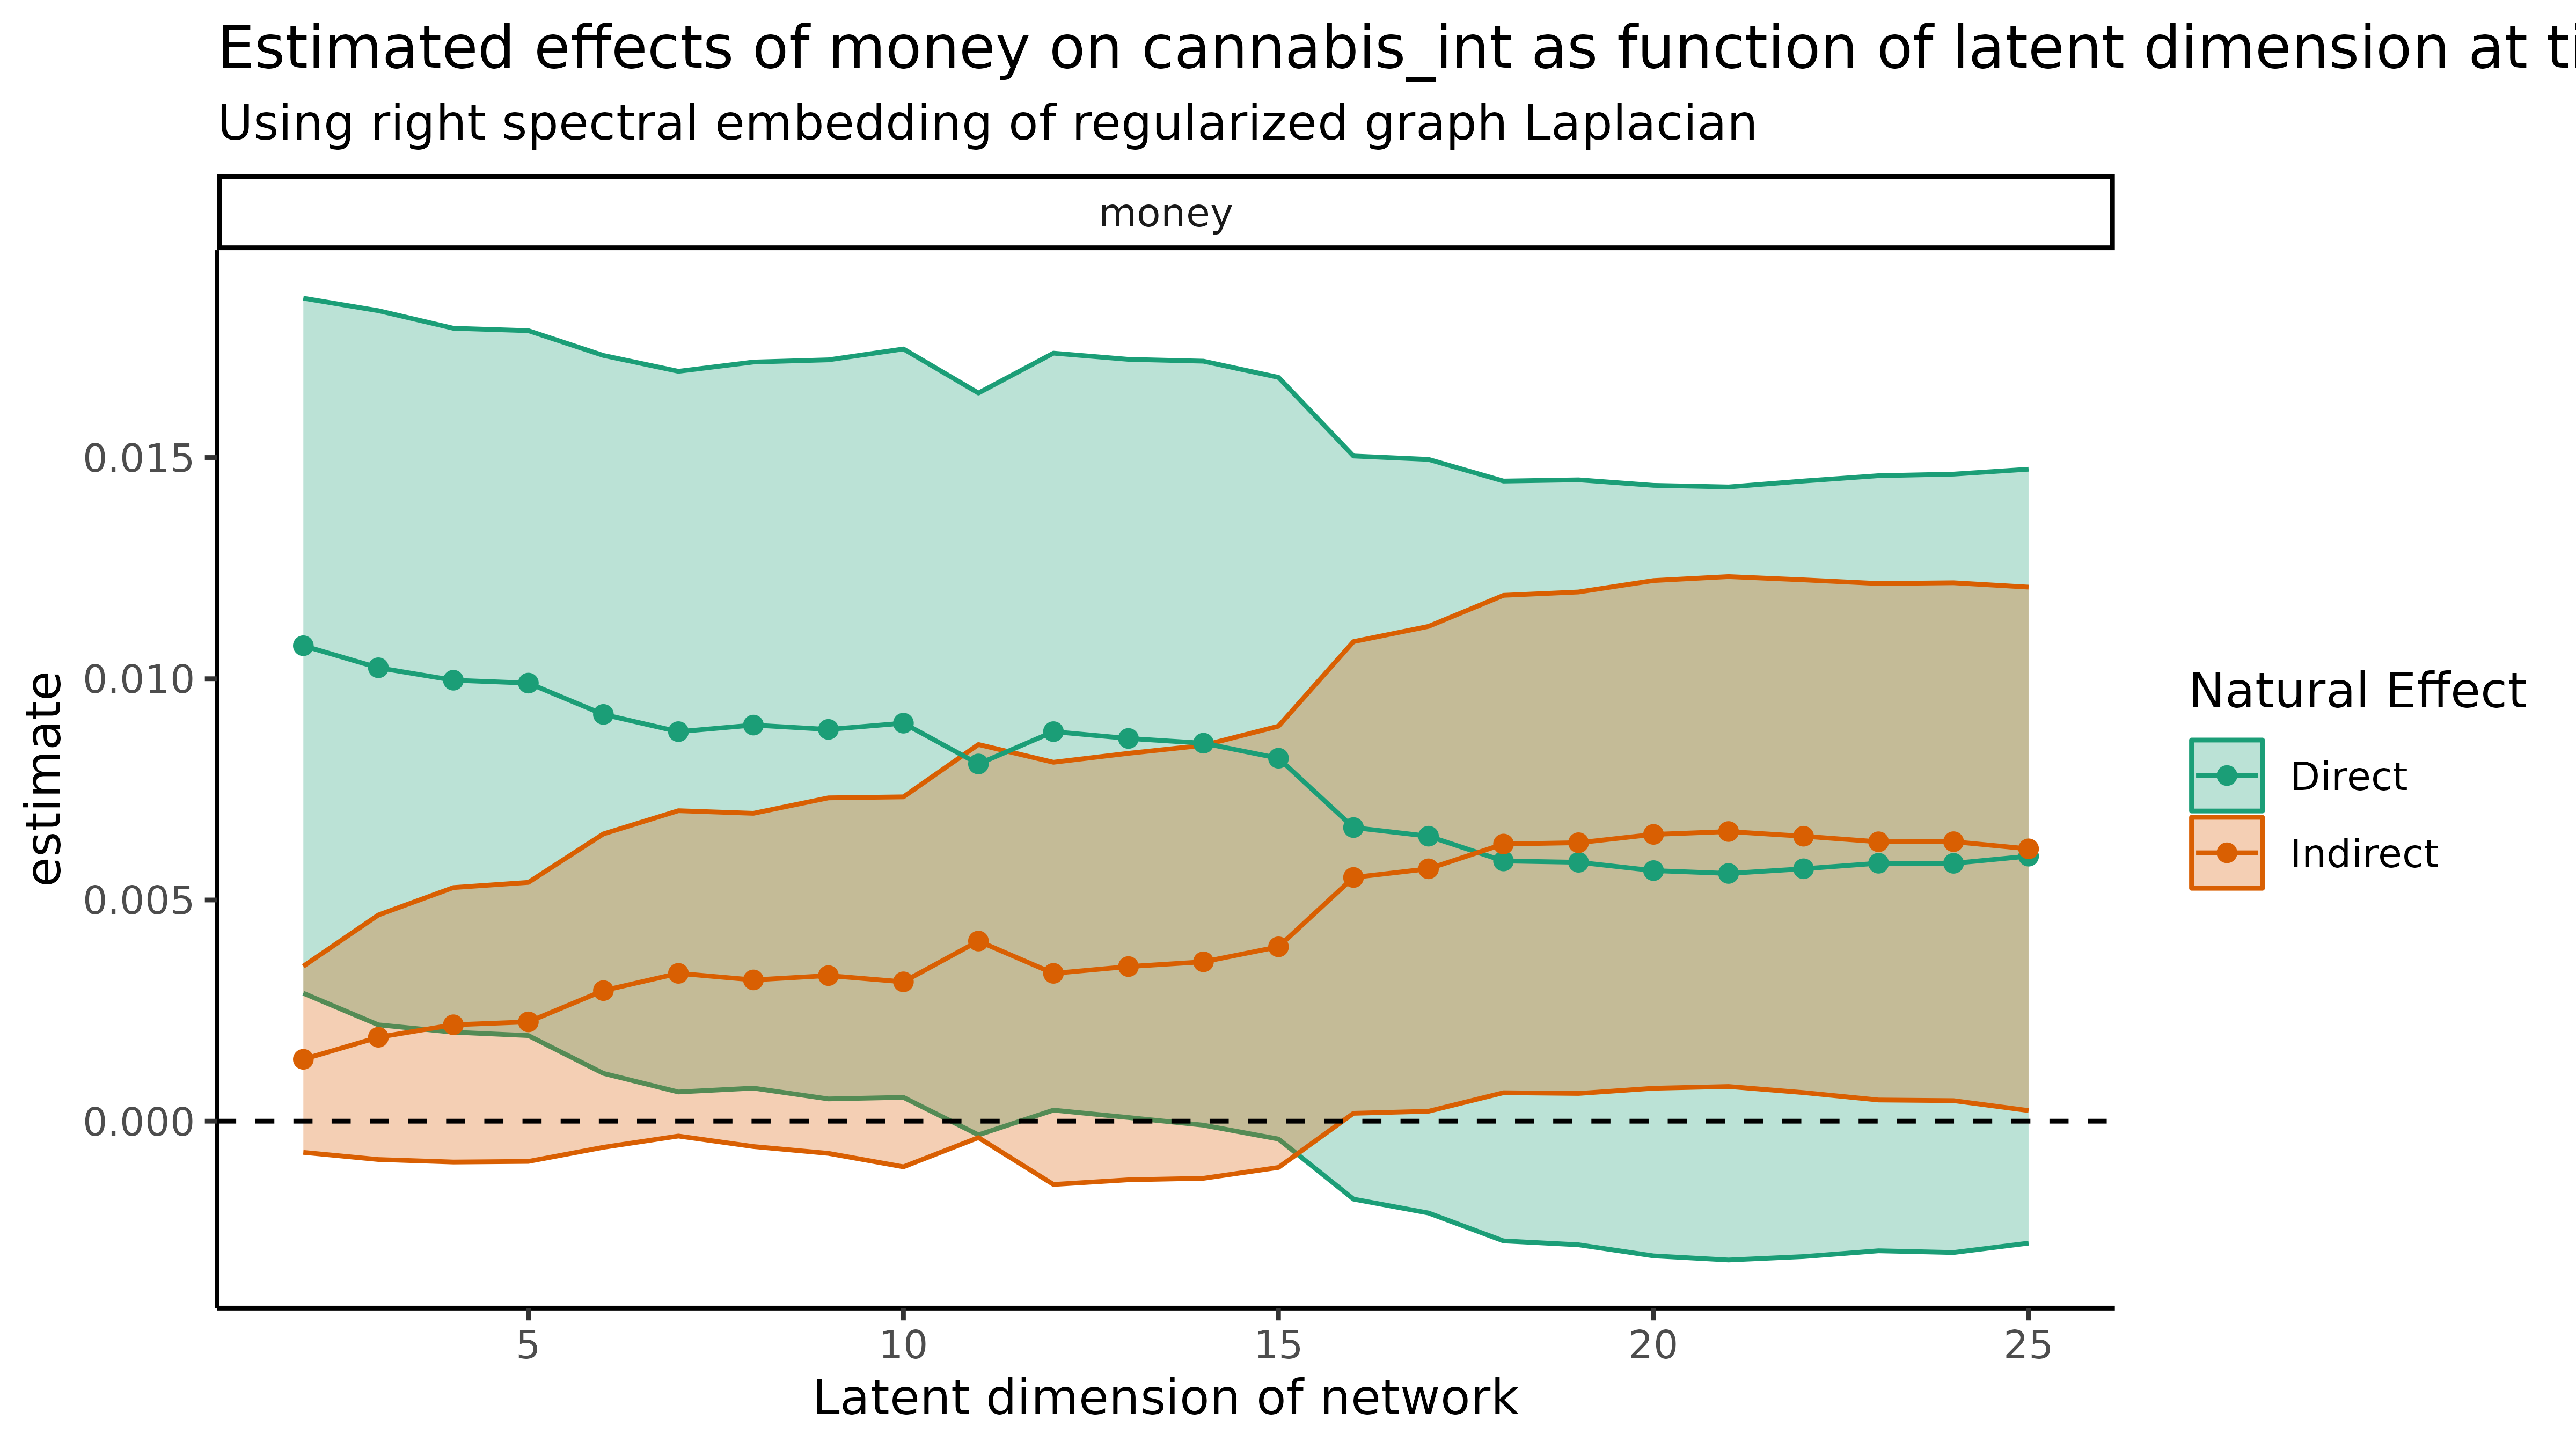 Estimated effects of money on cannabis_int as function of latent dimension at
Using right spectral embedding of regularized graph Laplacian
money
0.015
0.010
0.005
0.000
estimate
5 10 15 20 25
Latent dimension of network
Natural Effect
Direct
Indirect